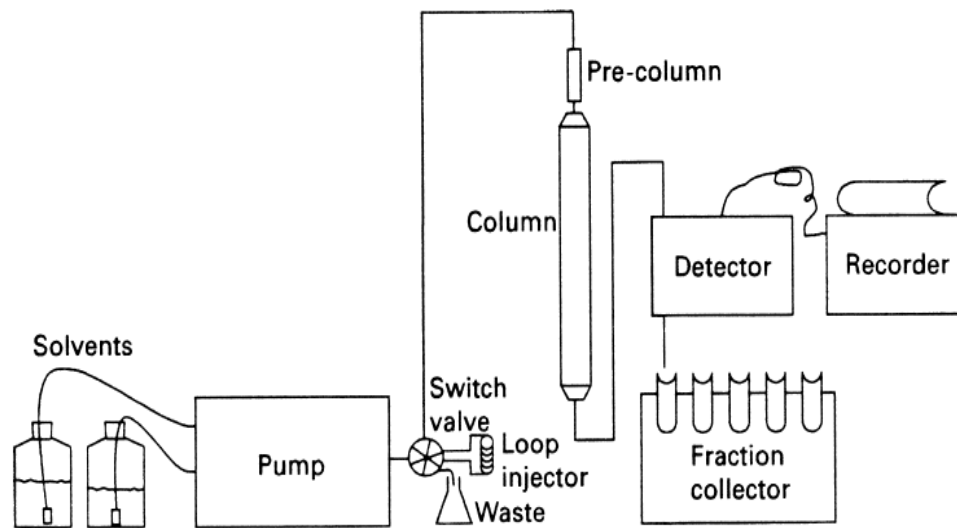 Pre-column
Column
Detector
Recorder
Solvents
Switch
valve
Loop
injector
Pump
Waste
Fraction
collector